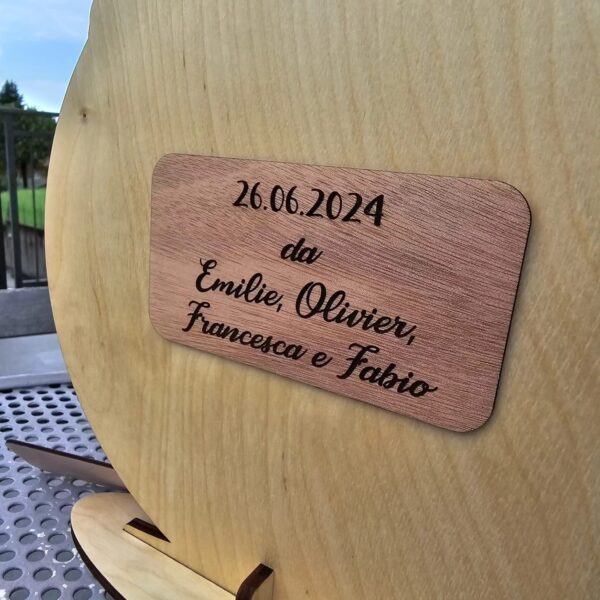 26.06.2024
da
Emilie, Olivier,
Francesca e Fabio